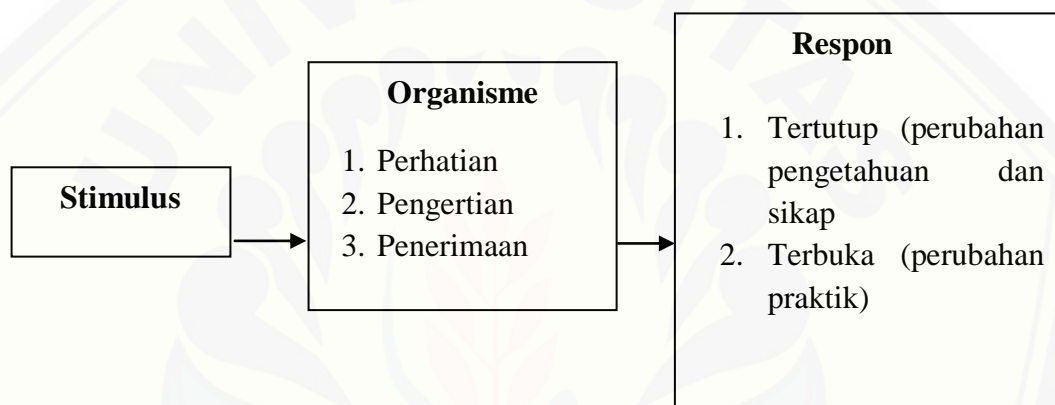 Stimulus
Organisme
1. Perhatian
2. Pengertian
3. Penerimaan
Respon
1. Tertutup (perubahan
pengetahuan dan
sikap
2. Terbuka (perubahan
praktik)
UNIVERSITAS